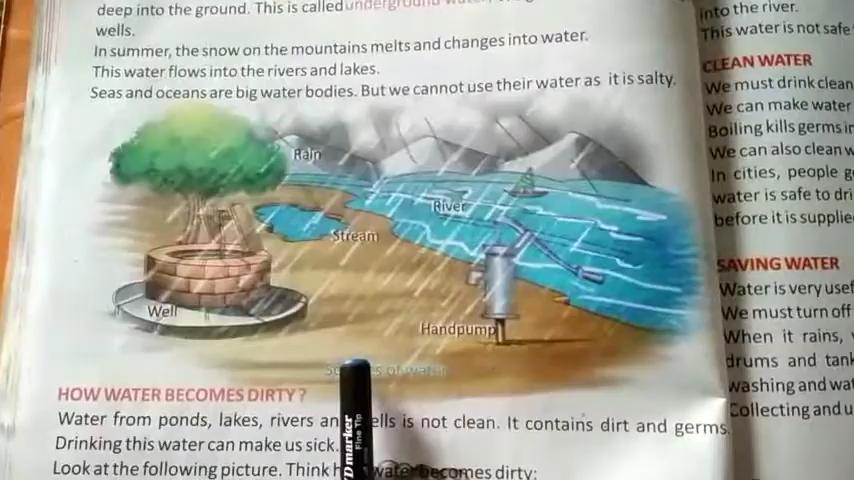 deep into the ground. This is called underground water,
wells.
In summer, the snow on the mountains melts and changes into water.
This water flows into the rivers and lakes.
Seas and oceans are big water bodies. But we cannot use their water as it is salty.
Rain
River
Stream
Well
Handpump
of water
HOW WATER BECOMES DIRTY?
Water from ponds, lakes, rivers an ells is not clean. It contains dirt and germs.
Drinking this water can make us sick.
Look at the following picture. Think h water becomes dirty:
Dmarker
Fine Tip
into the river.
This water is not safe
CLEAN WATER
We must drink clean
We can make water
Boiling kills germs in
We can also clean w
In cities, people g
water is safe to dri
before it is supplie
SAVING WATER
Water is very usef
We must turn off
When it rains,
drums and tank
washing and wat
Collecting and u